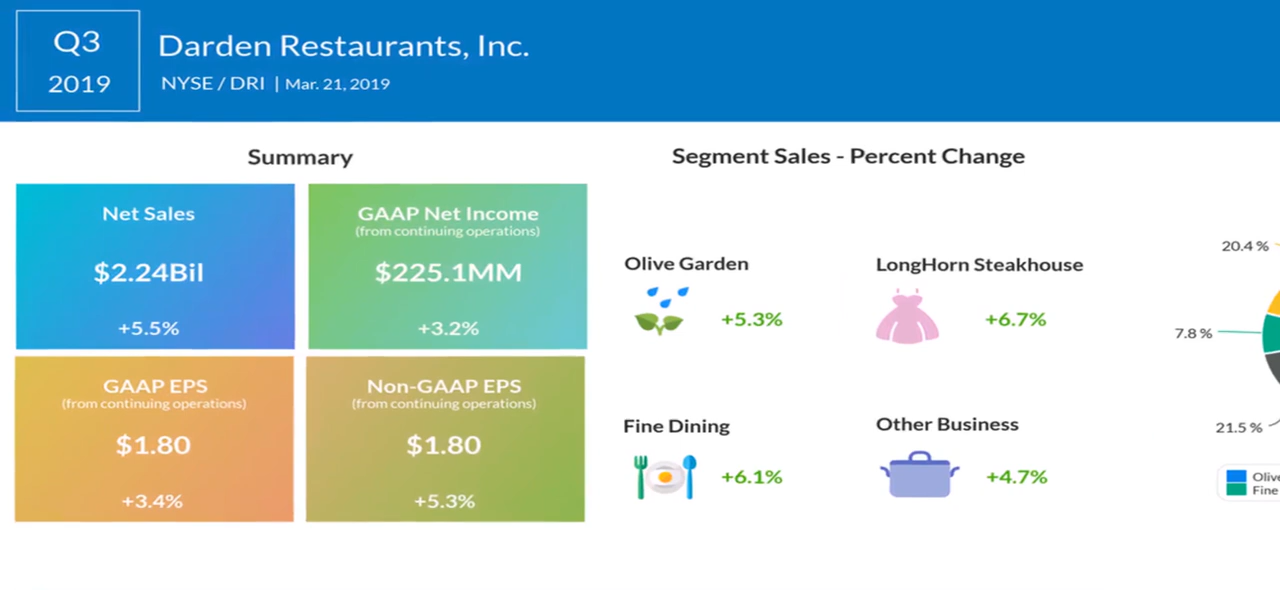 Q3
2019
Darden Restaurants, Inc.
NYSE / DRI | Mar. 21, 2019
Summary
Net Sales
$2.24Bil
+5.5%
GAAP Net Income
(from continuing operations)
$225.1MM
+3.2%
GAAP EPS
(from continuing operations)
$1.80
+3.4%
Non-GAAP EPS
(from continuing operations)
$1.80
+5.3%
Segment Sales - Percent Change
Olive Garden
+5.3%
LongHorn Steakhouse
+6.7%
Fine Dining
+6.1%
Other Business
+4.7%
20.4 %
7.8 %
21.5 %
Olive
Fine